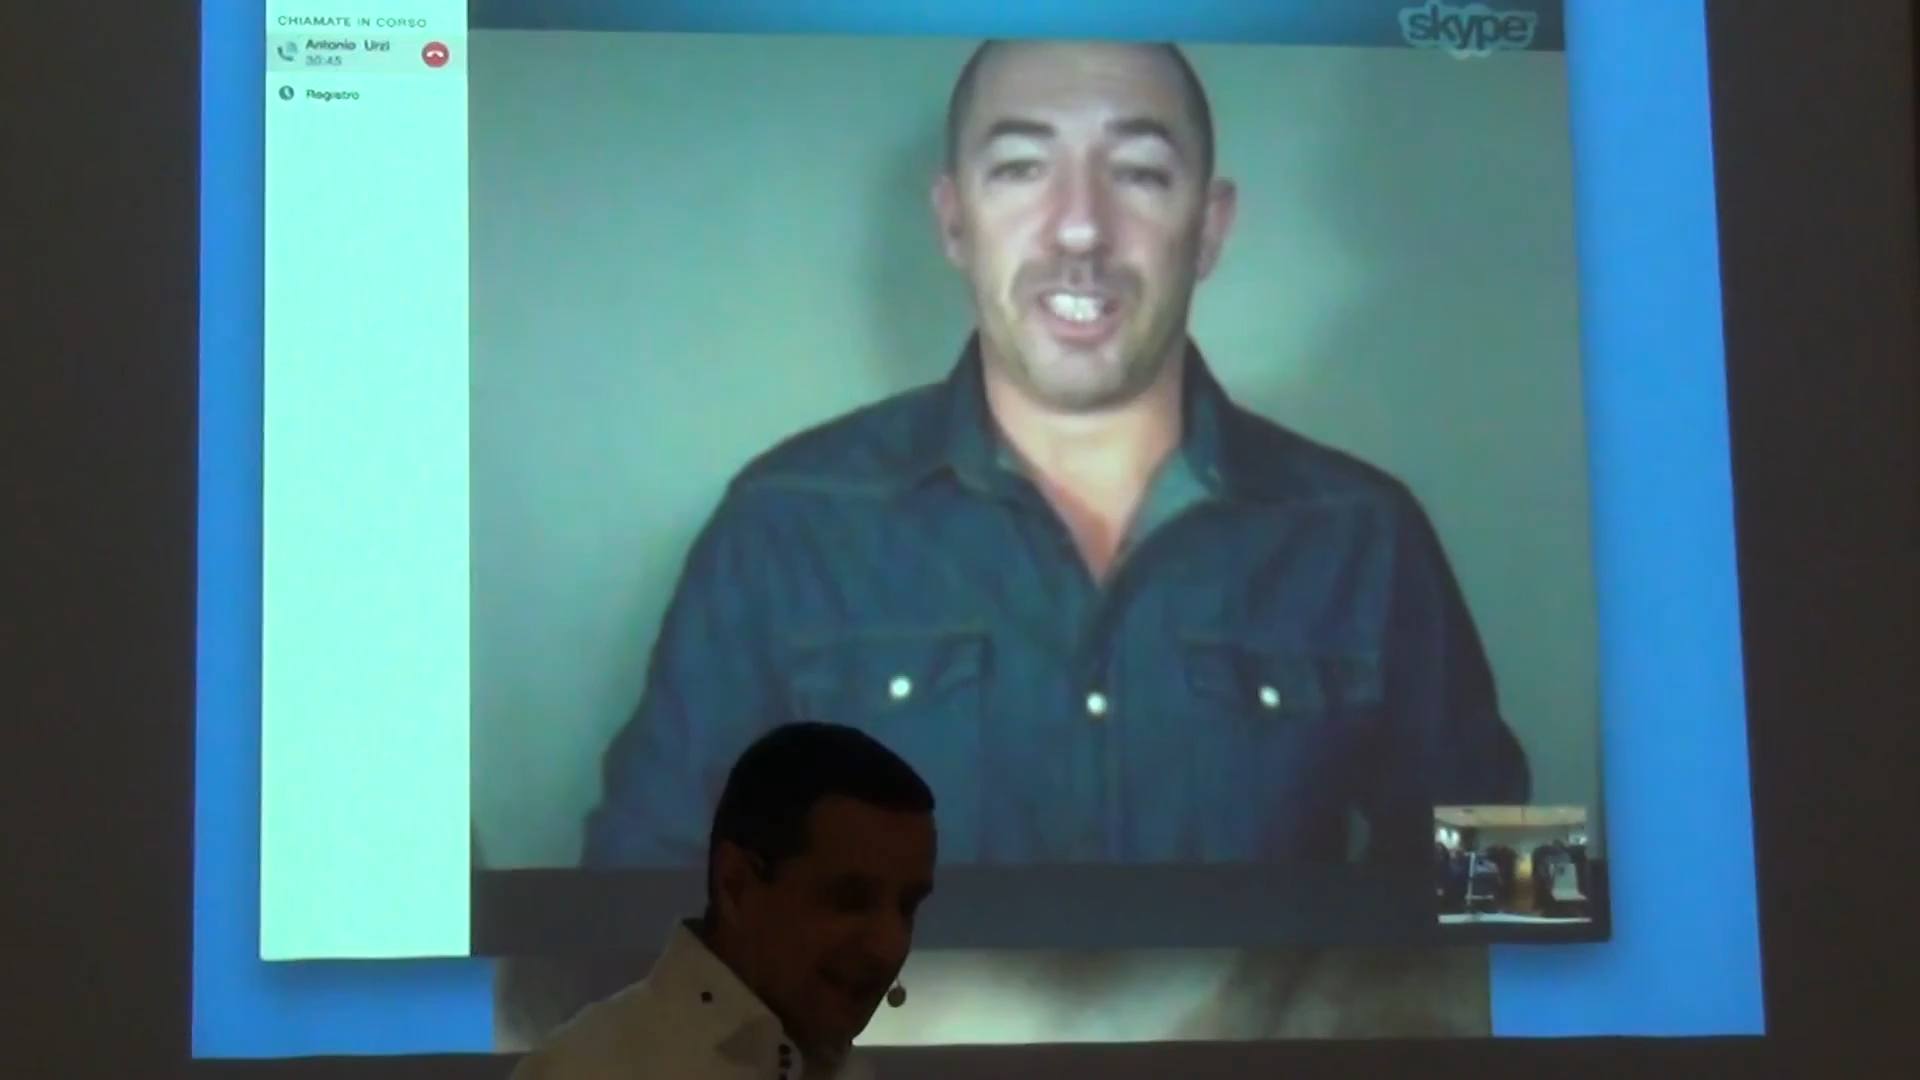 CHIAMATE IN CORSO
skype
Antonio Urzi
30:45
Registro